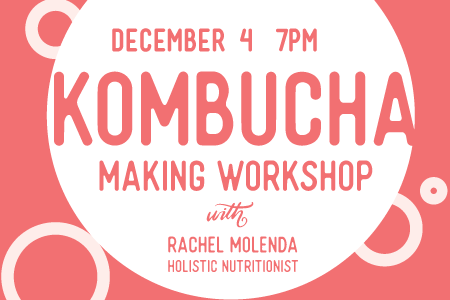 DECEMBER 4 7PM
KOMBUCHA
MAKING WORKSHOP
with
RACHEL MOLENDA
HOLISTIC NUTRITIONIST